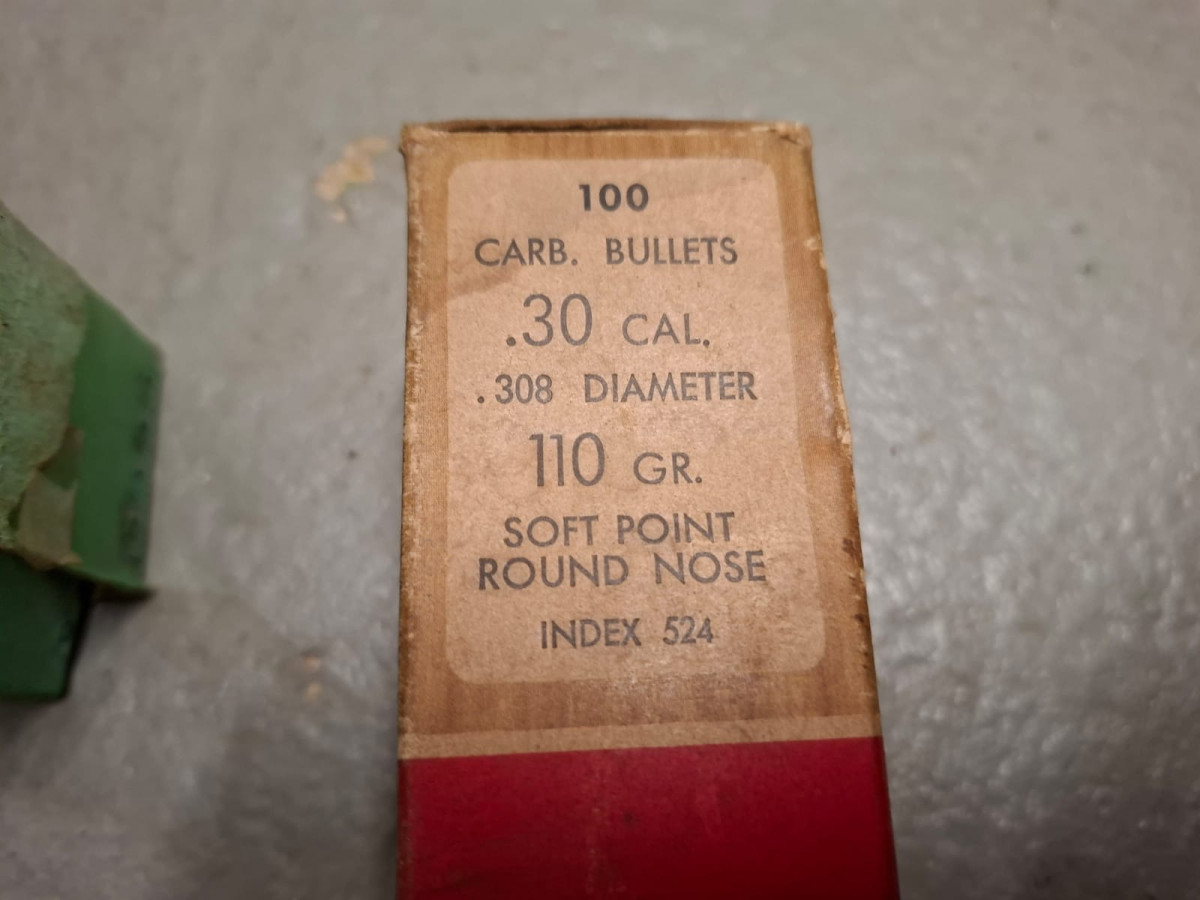 100
CARB. BULLETS
.30 CAL.
.308 DIAMETER
110 GR.
SOFT POINT
ROUND NOSE
INDEX 524